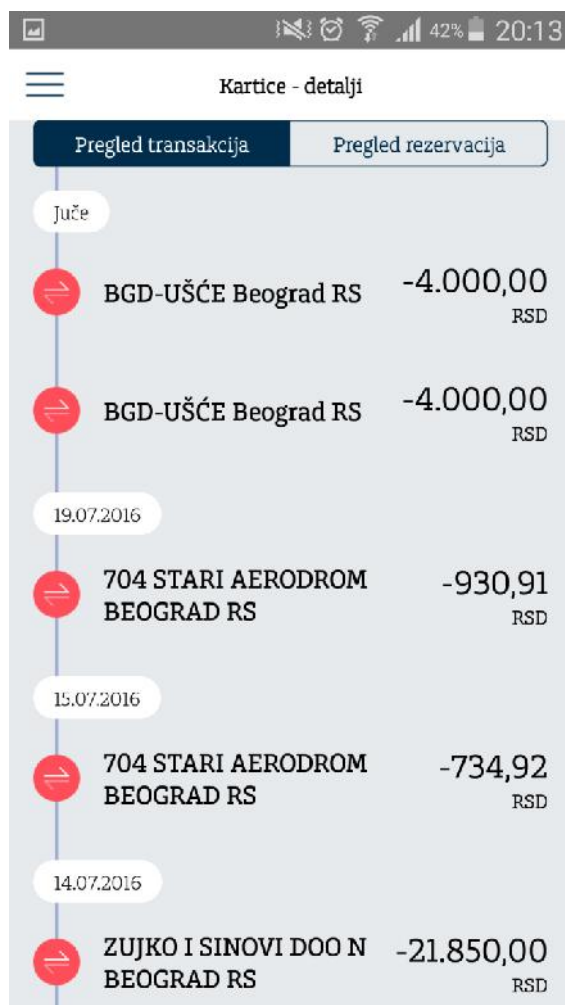 42% 20:13
Kartice - detalji
Pregled transakcija Pregled rezervacija
Juče
BGD-UŠĆE Beograd RS -4.000,00
RSD
BGD-UŠĆE Beograd RS -4.000,00
RSD
19.07.2016
704 STARI AERODROM -930,91
BEOGRAD RS RSD
15.07.2016
704 STARI AERODROM -734,92
BEOGRAD RS RSD
14.07.2016
ZUJKO I SINOVI DOO N -21.850,00
BEOGRAD RS RSD